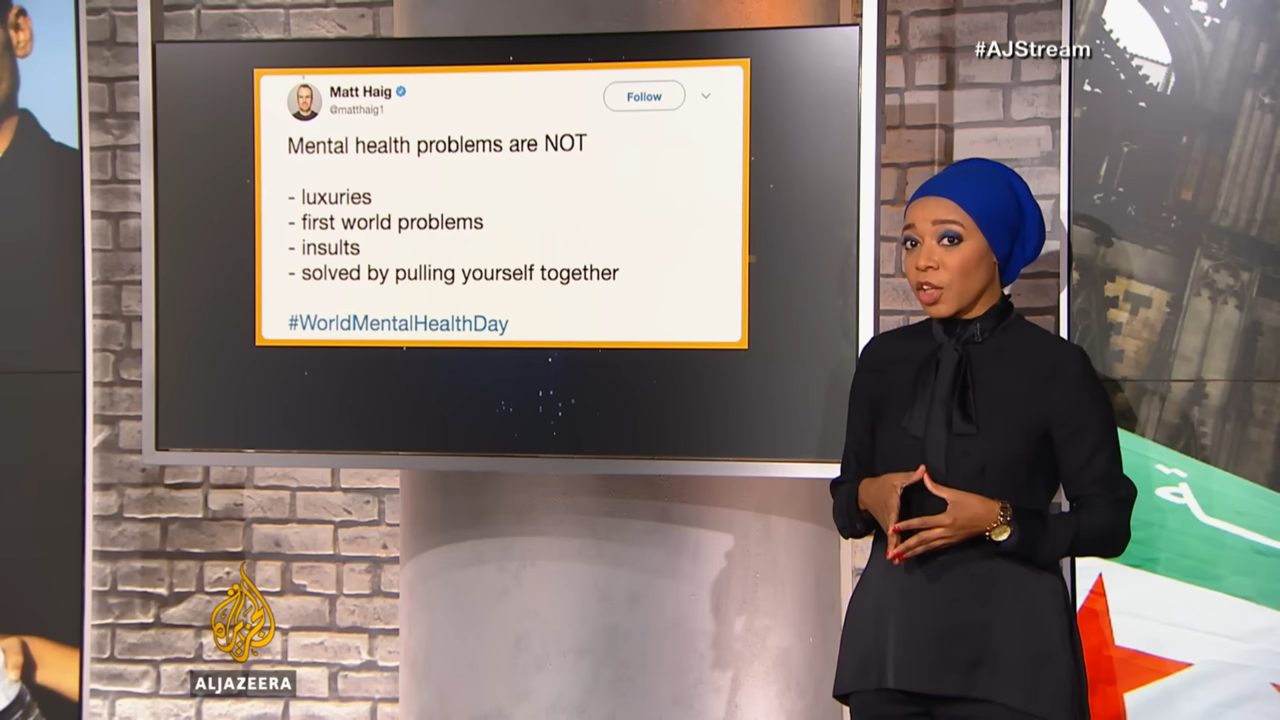 #AJStream
Matt Haig
@matthaig1
Follow
Mental health problems are NOT
- luxuries
- first world problems
- insults
- solved by pulling yourself together
#WorldMentalHealthDay
الجزيرة
ALJAZEERA